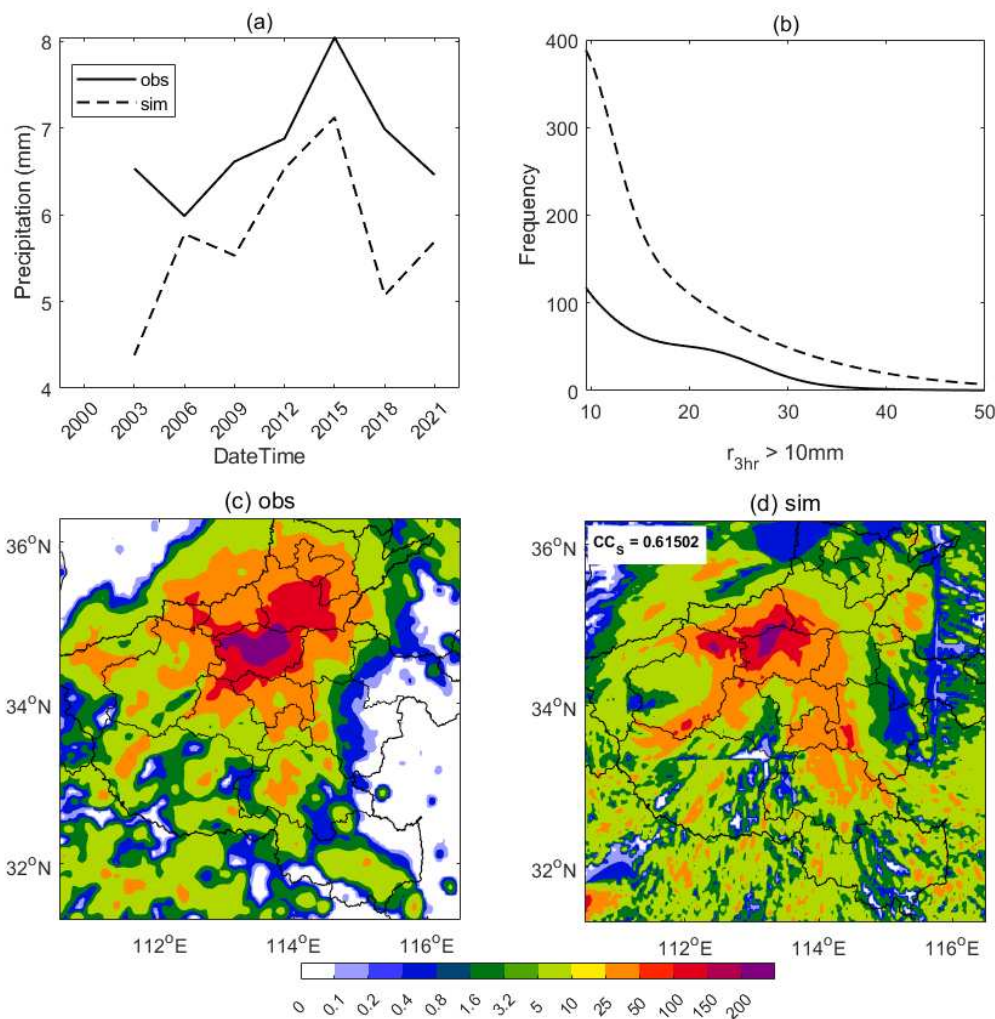 (a)
8
7
6
5
4
Precipitation (mm)
obs
sim
2000
2003
2006
2009
2012
2015
2018
2021
DateTime
(b)
400
300
200
100
0
Frequency
10
20
30
40
50
r3hr > 10mm
(c) obs
36°N
34°N
32°N
112°E
114°E
116°E
(d) sim
CCS = 0.61502
36°N
34°N
32°N
112°E
114°E
116°E
0
0.1
0.2
0.4
0.8
1.6
3.2
5
10
25
50
100
150
200